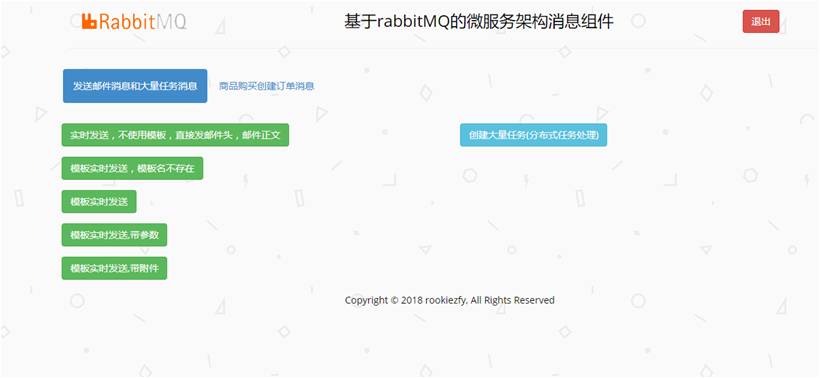 RabbitMQ
基于rabbitMQ的微服务架构消息组件
退出
发送邮件消息和大量任务消息
商品购买创建订单消息
实时发送，不使用模板，直接发邮件头，邮件正文
创建大量任务(分布式任务处理)
模板实时发送，模板名不存在
模板实时发送
模板实时发送,带参数
模板实时发送,带附件
Copyright © 2018 rookiezfy, All Rights Reserved